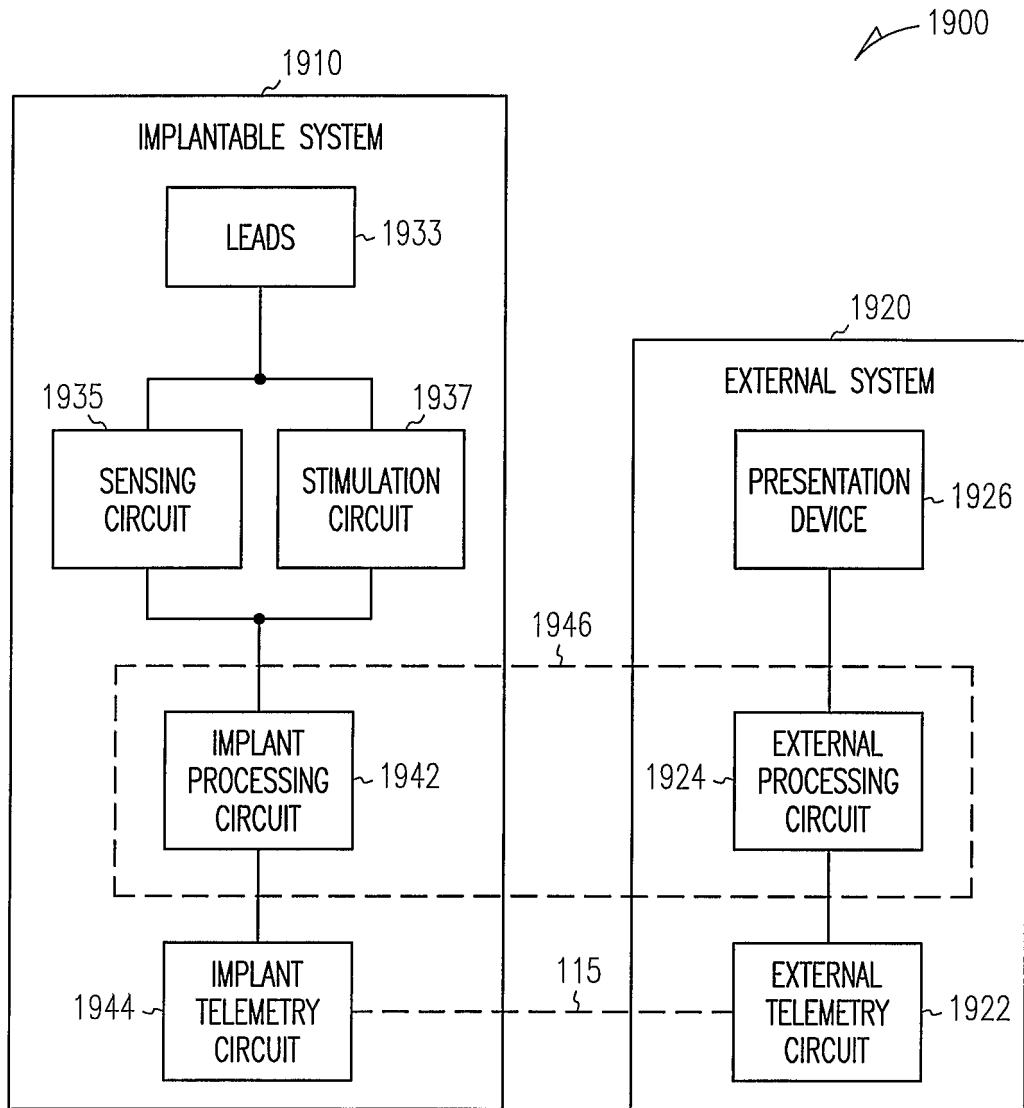 1900
1910
IMPLANTABLE SYSTEM
LEADS
1933
1920
EXTERNAL SYSTEM
1935
1937
SENSING
CIRCUIT
STIMULATION
CIRCUIT
PRESENTATION
DEVICE
1926
1946
IMPLANT
PROCESSING
CIRCUIT
1942
1924
EXTERNAL
PROCESSING
CIRCUIT
1944
IMPLANT
TELEMETRY
CIRCUIT
115
EXTERNAL
TELEMETRY
CIRCUIT
1922